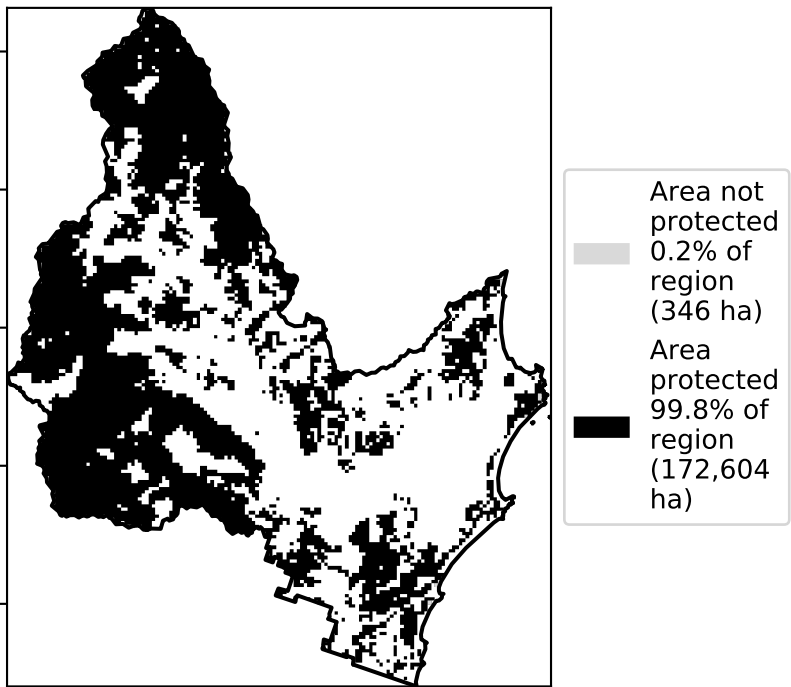 Area not
protected
0.2% of
region
(346 ha)
Area
protected
99.8% of
region
(172,604
ha)